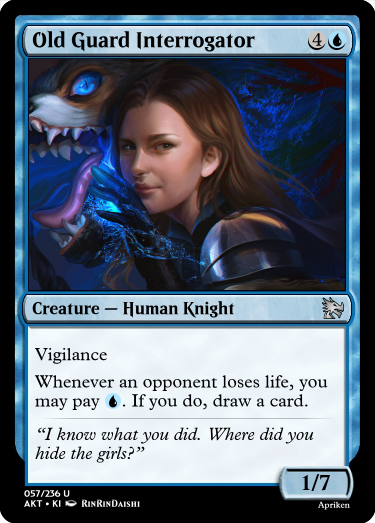 Old Guard Interrogator 4
Creature — Human Knight
Vigilance
Whenever an opponent loses life, you
may pay . If you do, draw a card.
"I know what you did. Where did you
hide the girls?"
1/7
057/236 U
AKT • KI RinRinDaishi
Apriken